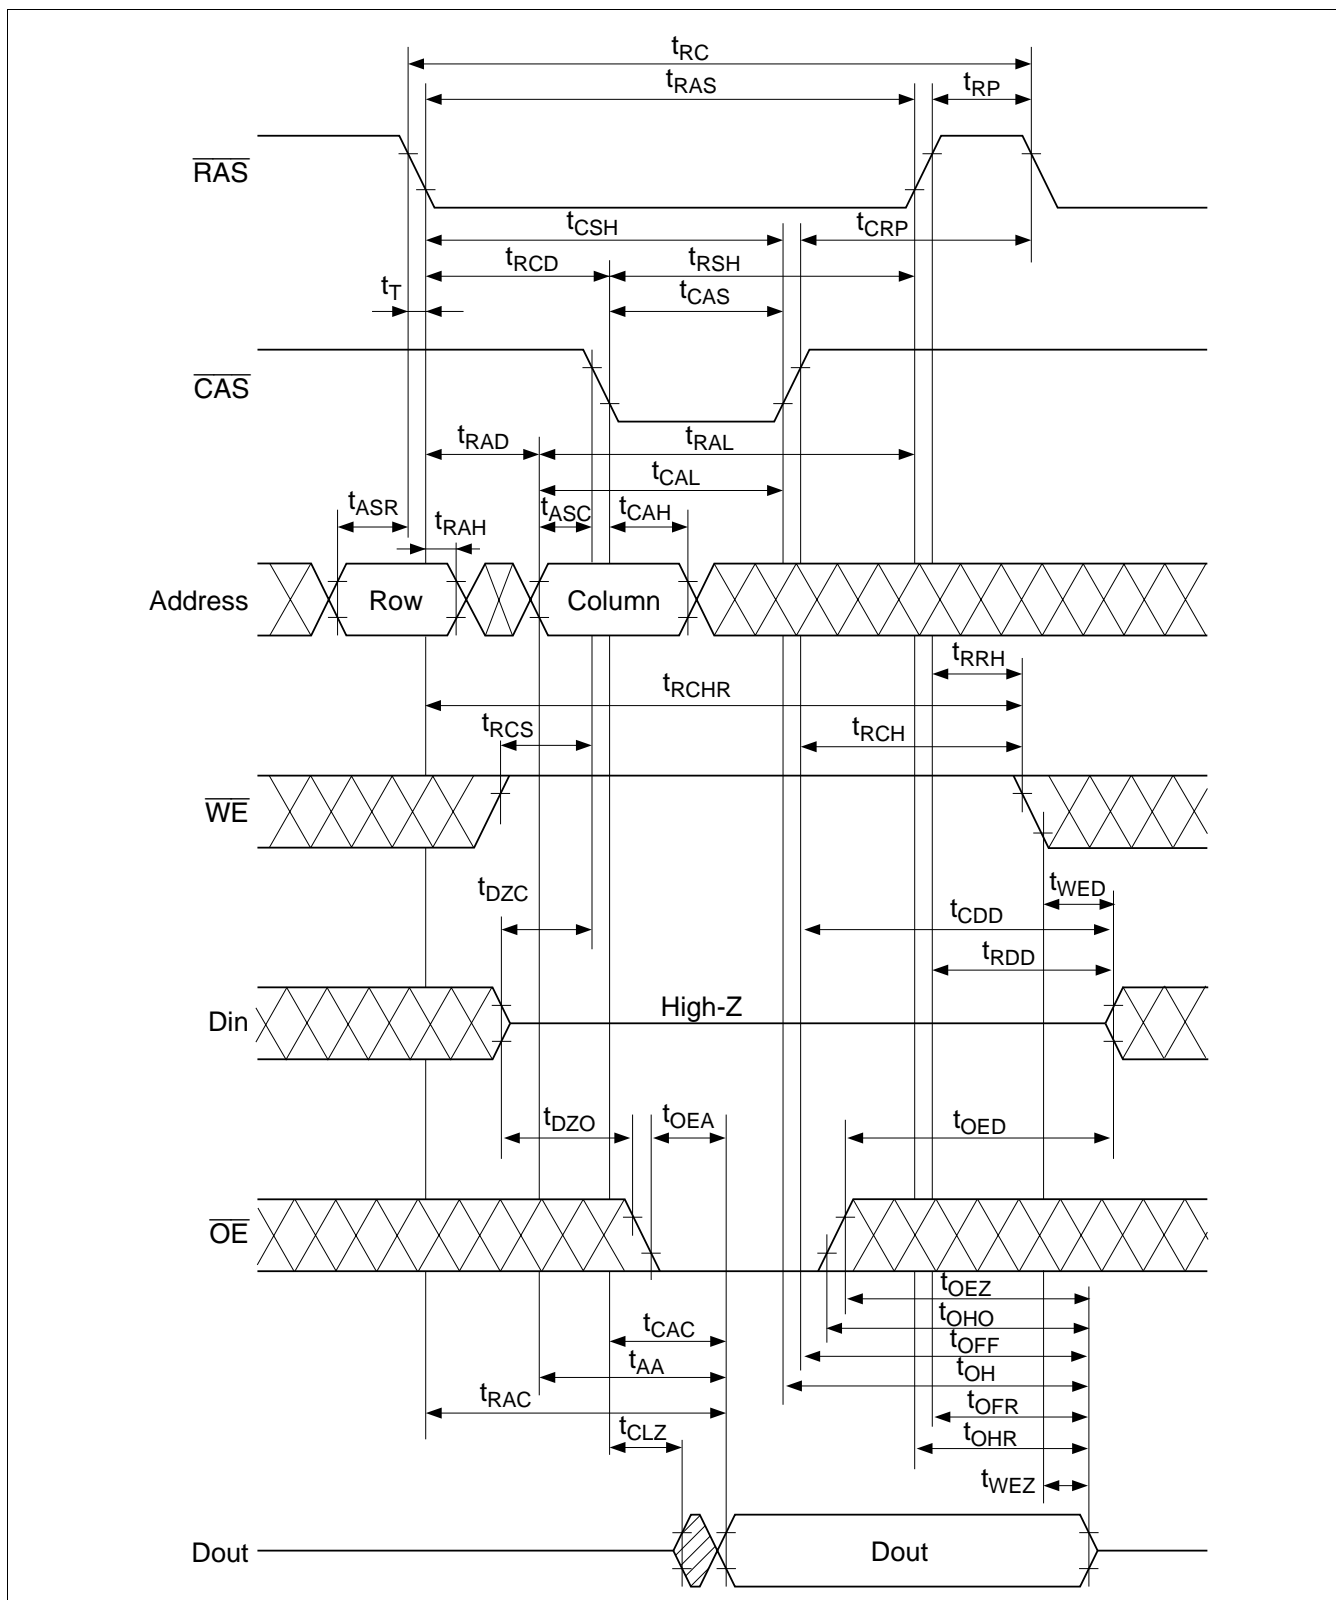 tRC
tRAS
tRP
RAS
tCSH
tCRP
tRCD
tRSH
tT
tCAS
CAS
tRAD
tRAL
tCAL
tASR
tRAH
tASC
tCAH
Address
Row
Column
tRRH
tRCHR
tRCS
tRCH
WE
tDZC
tWED
tCDD
tRDD
Din
High-Z
tDZO
tOEA
tOED
OE
tOEZ
tOHO
tCAC
tOFF
tAA
tOH
tRAC
tOFR
tCLZ
tOHR
tWEZ
Dout
Dout